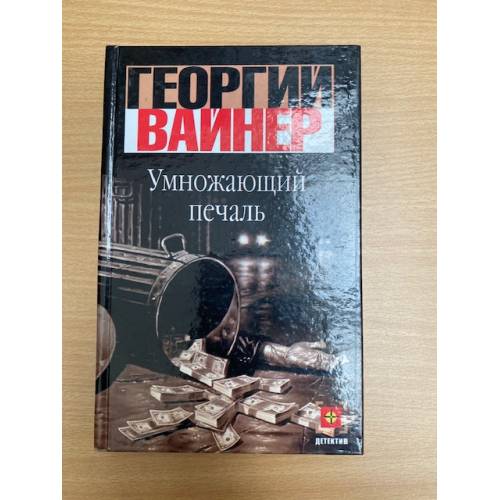 ГЕОРГИЙ
ВАЙНЕР
Умножающий
печаль
ДЕТЕКТИВ